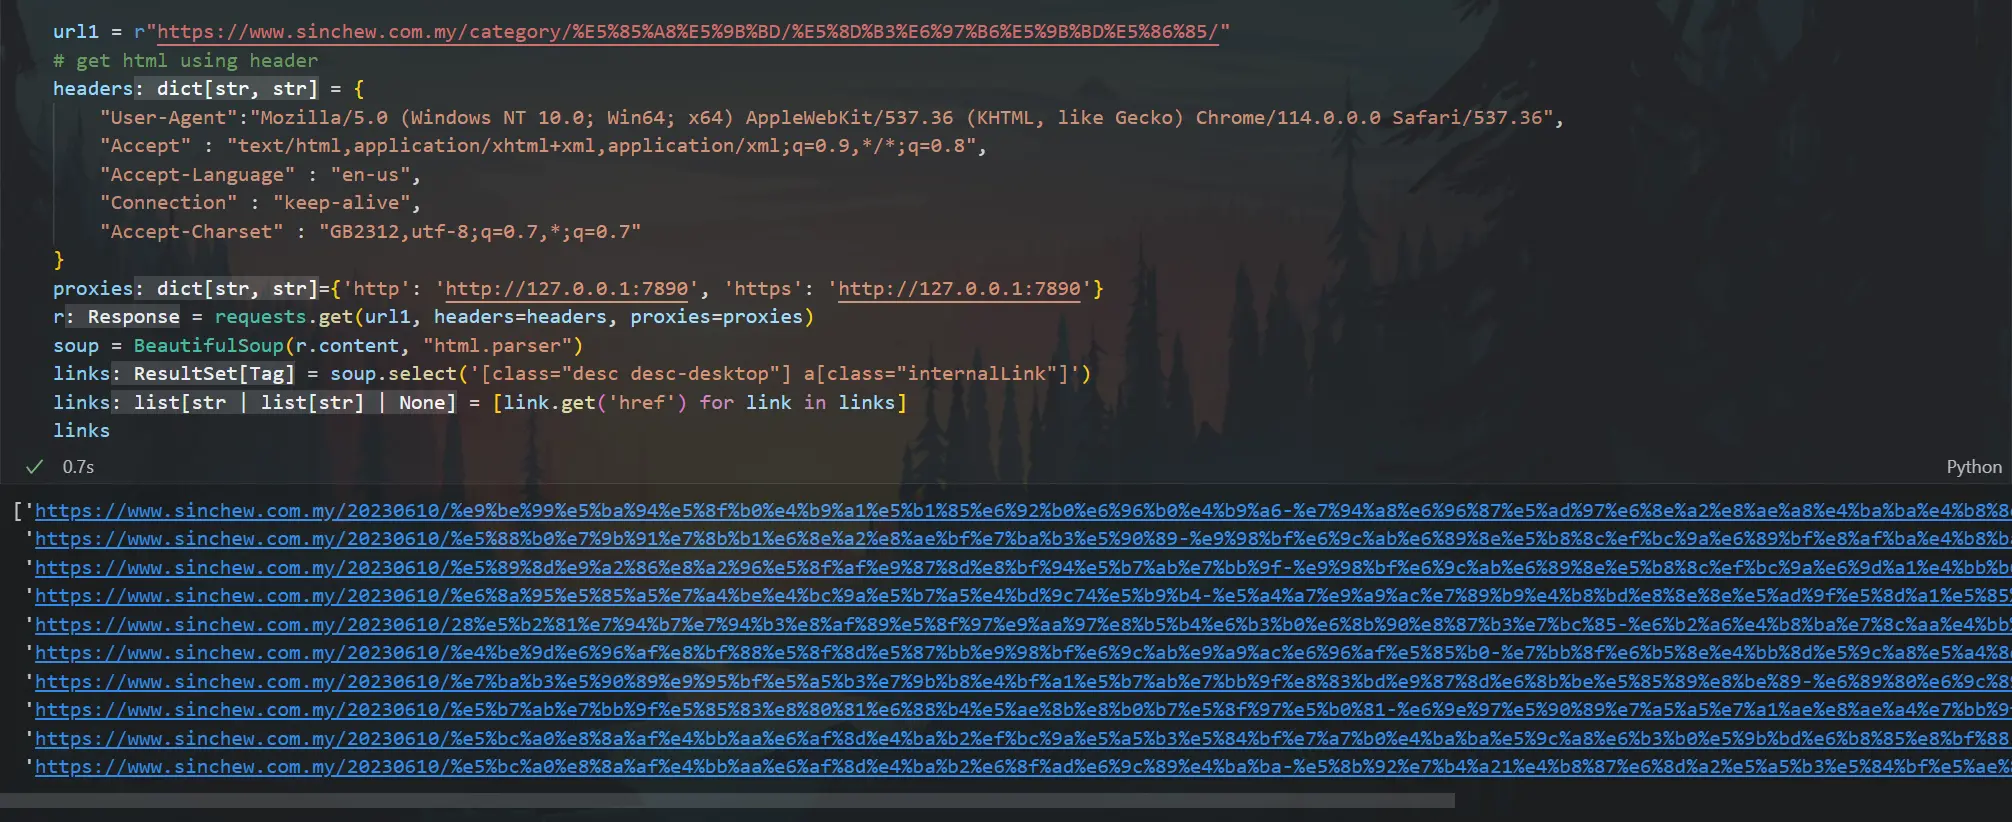 url1 = r"https://www.sinchew.com.my/category/%E5%85%A8%E5%9B%BD/%E5%8D%B3%E6%97%B6%E5%9B%BD%E5%86%85/"
# get html using header
headers: dict[str, str] = {
"User-Agent":"Mozilla/5.0 (Windows NT 10.0; Win64; x64) AppleWebKit/537.36 (KHTML, like Gecko) Chrome/114.0.0.0 Safari/537.36",
"Accept" : "text/html,application/xhtml+xml,application/xml;q=0.9,*/*;q=0.8",
"Accept-Language" : "en-us",
"Connection" : "keep-alive",
"Accept-Charset" : "GB2312,utf-8;q=0.7,*;q=0.7"
}
proxies: dict[str, str]={'http': 'http://127.0.0.1:7890', 'https': 'http://127.0.0.1:7890'}
r: Response = requests.get(url1, headers=headers, proxies=proxies)
soup = BeautifulSoup(r.content, "html.parser")
links: ResultSet[Tag] = soup.select('[class="desc desc-desktop"] a[class="internalLink"]')
links: list[str | list[str] | None] = [link.get('href') for link in links]
links
0.7s
Python
['https://www.sinchew.com.my/20230610/%e9%be%99%e5%ba%94%e5%8f%b0%e4%b9%a1%e5%b1%85%e6%92%b0%e6%96%b0%e4%b9%a6-%e7%94%a8%e6%96%87%e5%ad%97%e6%8e%a2%e8%ae%a8%e4%ba%ba%e4%b8%8
'https://www.sinchew.com.my/20230610/%e5%88%b0%e7%9b%91%e7%8b%b1%e6%8e%a2%e8%ae%bf%e7%ba%b3%e5%90%89-%e9%98%bf%e6%9c%ab%e6%89%8e%e5%b8%8c%ef%bc%9a%e6%89%bf%e8%af%ba%e4%b8%b
'https://www.sinchew.com.my/20230610/%e5%89%8d%e9%a2%86%e8%a2%96%e5%8f%af%e9%87%8d%e8%bf%94%e5%b7%ab%e7%bb%9f-%e9%98%bf%e6%9c%ab%e6%89%8e%e5%b8%8c%ef%bc%9a%e6%9d%a1%e4%bb%b
'https://www.sinchew.com.my/20230610/%e6%8a%95%e5%85%a5%e7%a4%be%e4%bc%9a%e5%b7%a5%e4%bd%9c74%e5%b9%b4-%e5%a4%a7%e9%a9%ac%e7%89%b9%e4%b8%bd%e8%8e%8e%e5%ad%9f%e5%8d%a1%e5%85
'https://www.sinchew.com.my/20230610/28%e5%b2%81%e7%94%b7%e7%94%b3%e8%af%89%e5%8f%97%e9%aa%97%e8%b5%b4%e6%b3%b0%e6%8b%90%e8%87%b3%e7%bc%85-%e6%b2%a6%e4%b8%ba%e7%8c%aa%e4%bb
'https://www.sinchew.com.my/20230610/%e4%be%9d%e6%96%af%e8%bf%88%e5%8f%8d%e5%87%bb%e9%98%bf%e6%9c%ab%e9%a9%ac%e6%96%af%e5%85%b0-%e7%bb%8f%e6%b5%8e%e4%bb%8d%e5%9c%a8%e5%a4%8
'https://www.sinchew.com.my/20230610/%e7%ba%b3%e5%90%89%e9%95%bf%e5%a5%b3%e7%9b%b8%e4%bf%a1%e5%b7%ab%e7%bb%9f%e8%83%bd%e9%87%8d%e6%8b%be%e5%85%89%e8%be%89-%e6%89%80%e6%9c%8
'https://www.sinchew.com.my/20230610/%e5%b7%ab%e7%bb%9f%e5%85%83%e8%80%81%e6%88%b4%e5%ae%8b%e8%b0%b7%e5%8f%97%e5%b0%81-%e6%9e%97%e5%90%89%e7%a5%a5%e7%a1%ae%e8%ae%a4%e7%bb%9
'https://www.sinchew.com.my/20230610/%e5%bc%a0%e8%8a%af%e4%bb%aa%e6%af%8d%e4%ba%b2%ef%bc%9a%e5%a5%b3%e5%84%bf%e7%a7%b0%e4%ba%ba%e5%9c%a8%e6%b3%b0%e5%9b%bd%e6%b8%85%e8%bf%88
'https://www.sinchew.com.my/20230610/%e5%bc%a0%e8%8a%af%e4%bb%aa%e6%af%8d%e4%ba%b2%e6%8f%ad%e6%9c%89%e4%ba%ba-%e5%8b%92%e7%b4%a21%e4%b8%87%e6%8d%a2%e5%a5%b3%e5%84%bf%e5%ae%